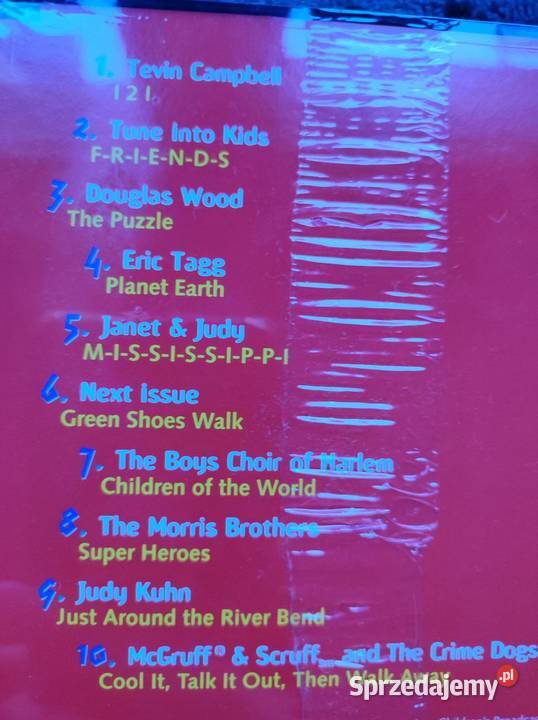 1. Tevin Campbell
I 2 I
2. Tune Into Kids
F-R-I-E-N-D-S
3. Douglas Wood
The Puzzle
4. Eric Tagg
Planet Earth
5. Janet & Judy
M-I-S-S-I-S-S-I-P-P-I
6. Next Issue
Green Shoes Walk
7. The Boys Choir of Harlem
Children of the World
8. The Morris Brothers
Super Heroes
9. Judy Kuhn
Just Around the River Bend
10. McGruff® & Scruff and The Crime Dogs
Cool It, Talk It Out, Then Walk Away
Sprzedajemy.pl